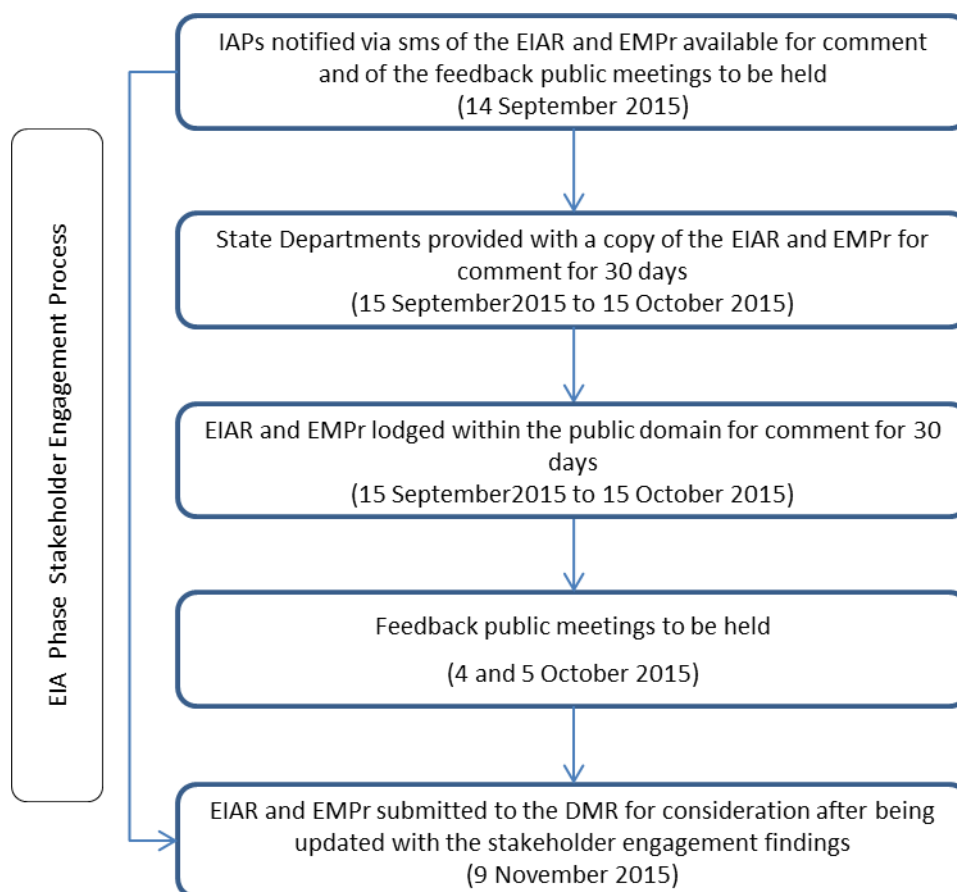 IAPs notified via sms of the EIAR and EMPr available for comment
and of the feedback public meetings to be held
(14 September 2015)
EIA Phase Stakeholder Engagement Process
State Departments provided with a copy of the EIAR and EMPr for
comment for 30 days
(15 September2015 to 15 October 2015)
EIAR and EMPr lodged within the public domain for comment for 30
days
(15 September2015 to 15 October 2015)
Feedback public meetings to be held
(4 and 5 October 2015)
EIAR and EMPr submitted to the DMR for consideration after being
updated with the stakeholder engagement findings
(9 November 2015)